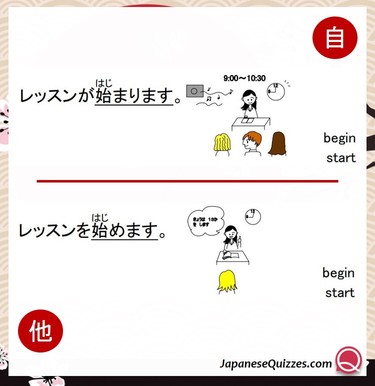 自
9:00～10:30
レッスンが始まります。
はじ
begin
start
レッスンを始めます。
はじ
begin
start
他
JapaneseQuizzes.com